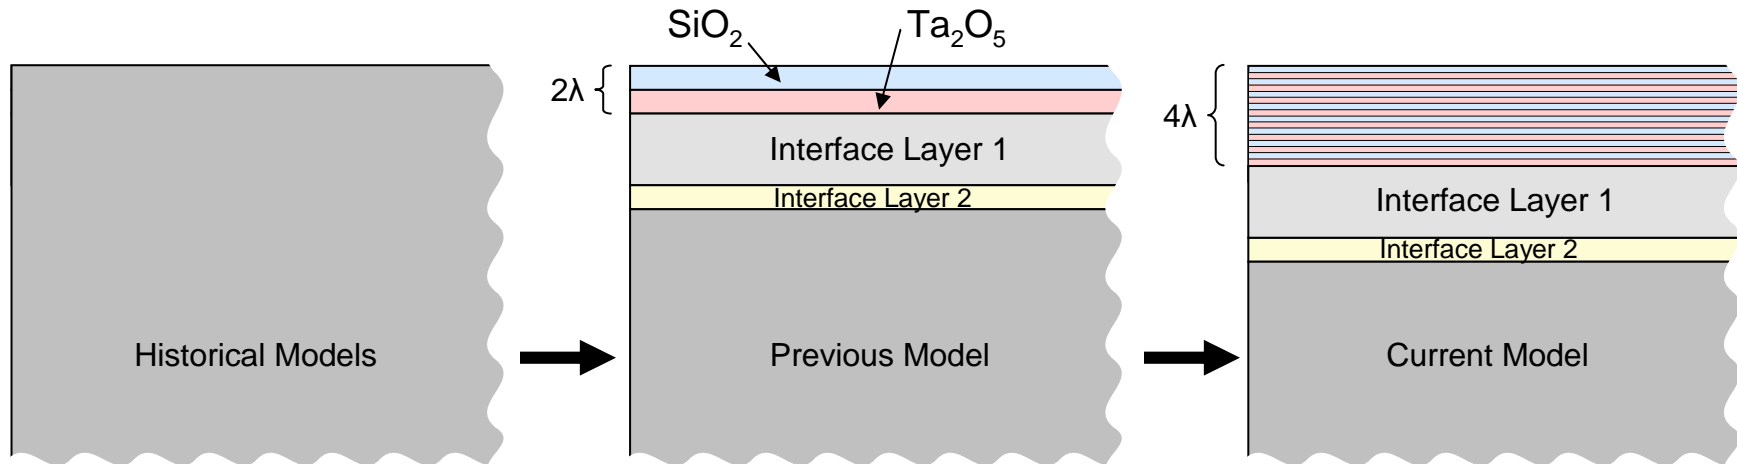 SiO₂
Ta₂O₅
2λ
4λ
Interface Layer 1
Interface Layer 2
Interface Layer 1
Interface Layer 2
Historical Models
Previous Model
Current Model